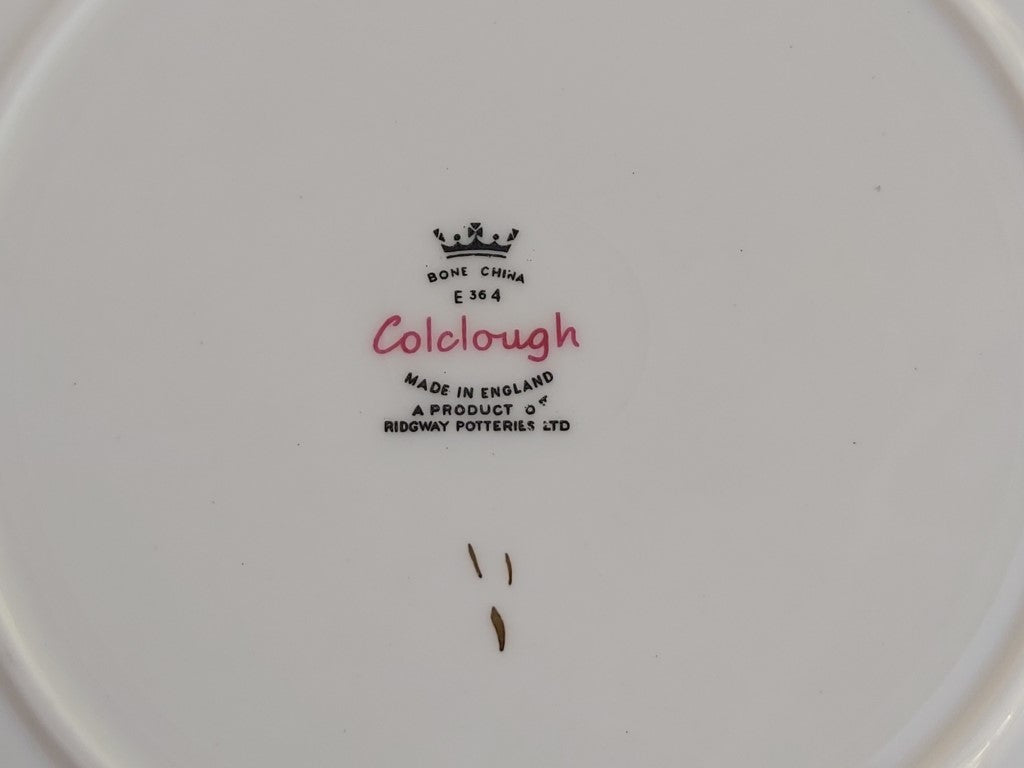 BONE CHINA
E 364
Colclough
MADE IN ENGLAND
A PRODUCT OF
RIDGWAY POTTERIES LTD